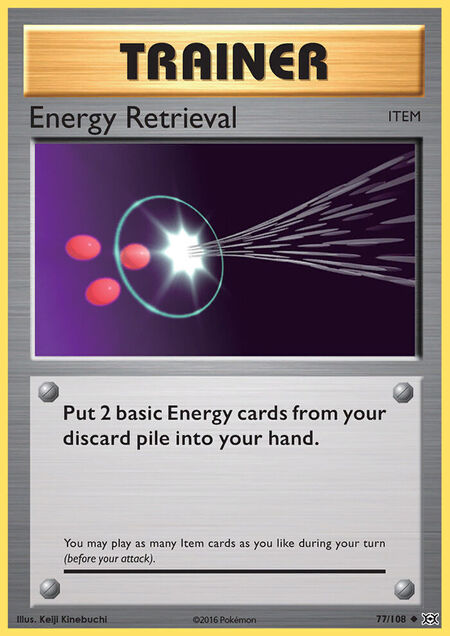 TRAINER
Energy Retrieval
ITEM
Put 2 basic Energy cards from your
discard pile into your hand.
You may play as many Item cards as you like during your turn
(before your attack).
Illus. Keiji Kinebuchi
©2016 Pokémon
77/108